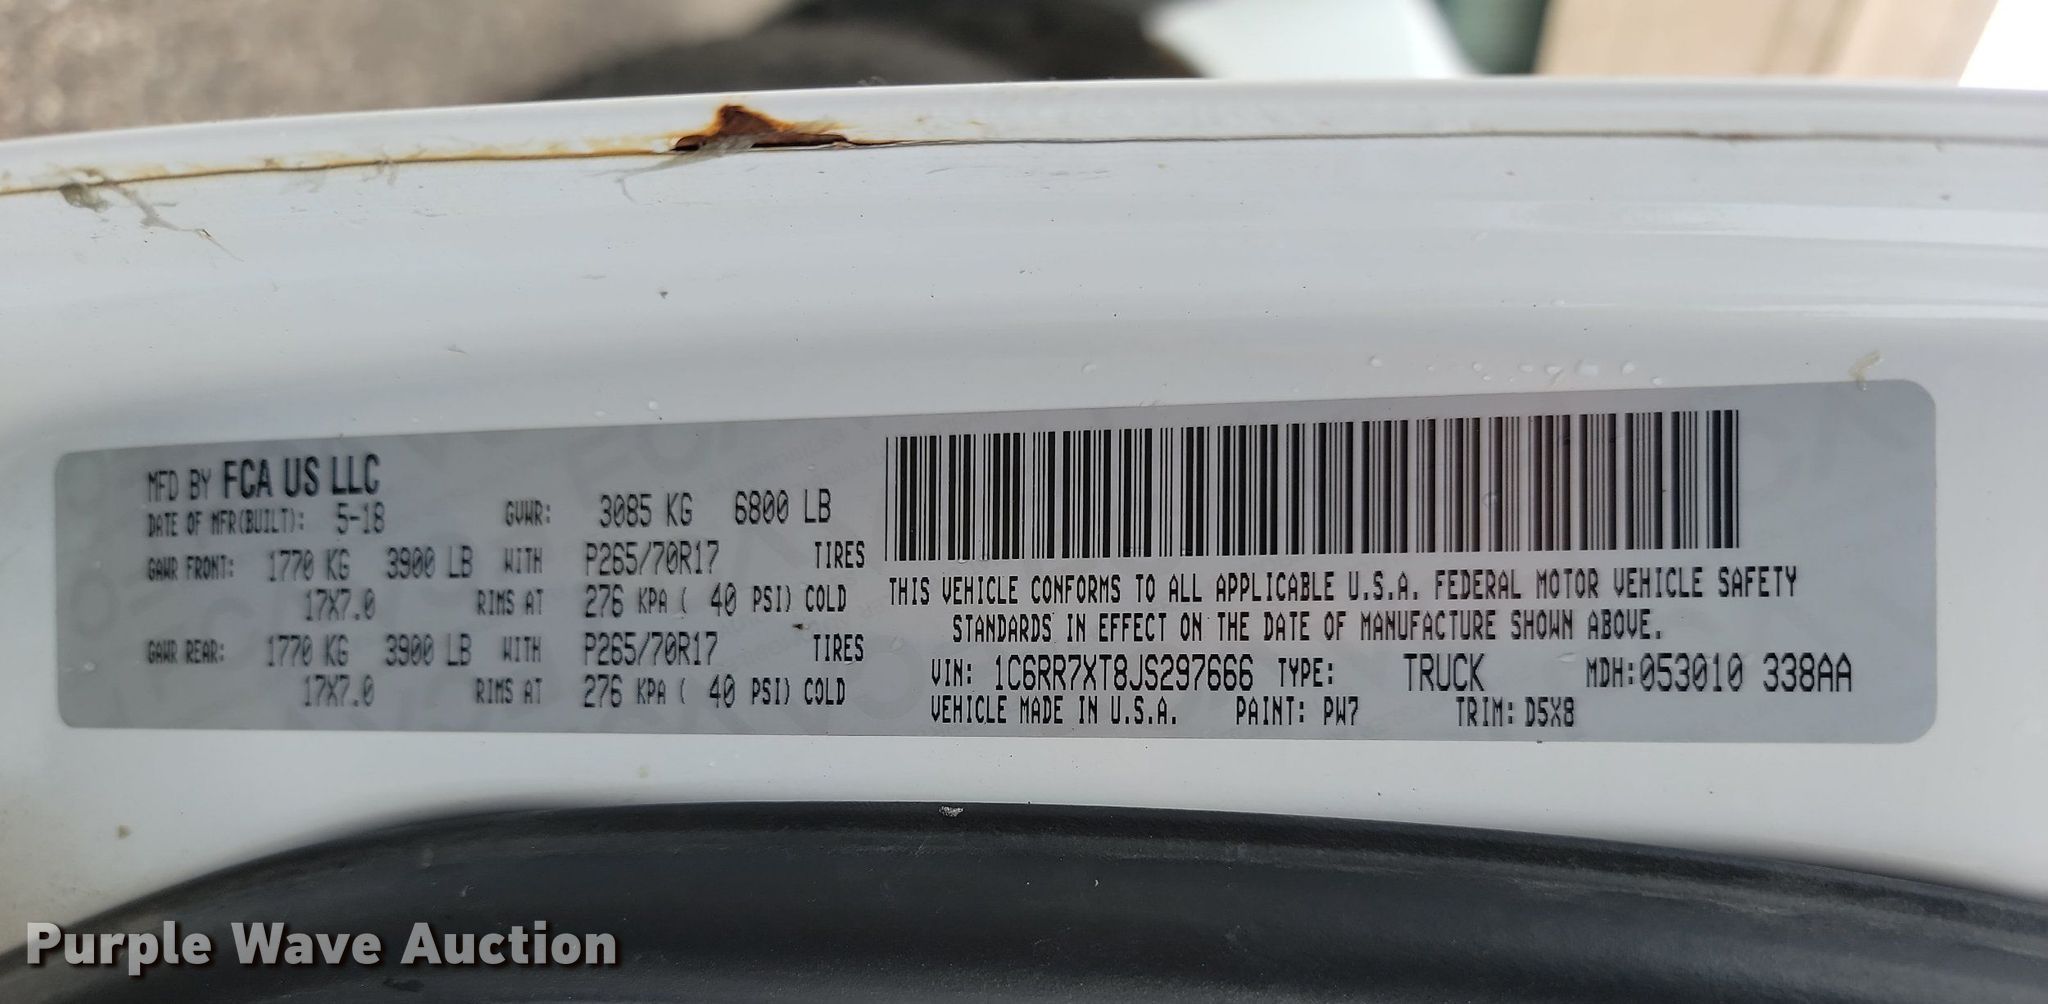 MFD BY FCA US LLC
DATE OF MFR(BUILT): 5-18 GVWR: 3085 KG 6800 LB
GAWR FRONT: 1770 KG 3900 LB WITH P265/70R17 TIRES
17X7.0 RIMS AT 276 KPA ( 40 PSI) COLD
GAWR REAR: 1770 KG 3900 LB WITH P265/70R17 TIRES
17X7.0 RIMS AT 276 KPA ( 40 PSI) COLD
THIS VEHICLE CONFORMS TO ALL APPLICABLE U.S.A. FEDERAL MOTOR VEHICLE SAFETY
STANDARDS IN EFFECT ON THE DATE OF MANUFACTURE SHOWN ABOVE.
VIN: 1C6RR7XT8JS297666 TYPE: TRUCK MDH:053010 338AA
VEHICLE MADE IN U.S.A. PAINT: PW7 TRIM: D5X8
Purple Wave Auction